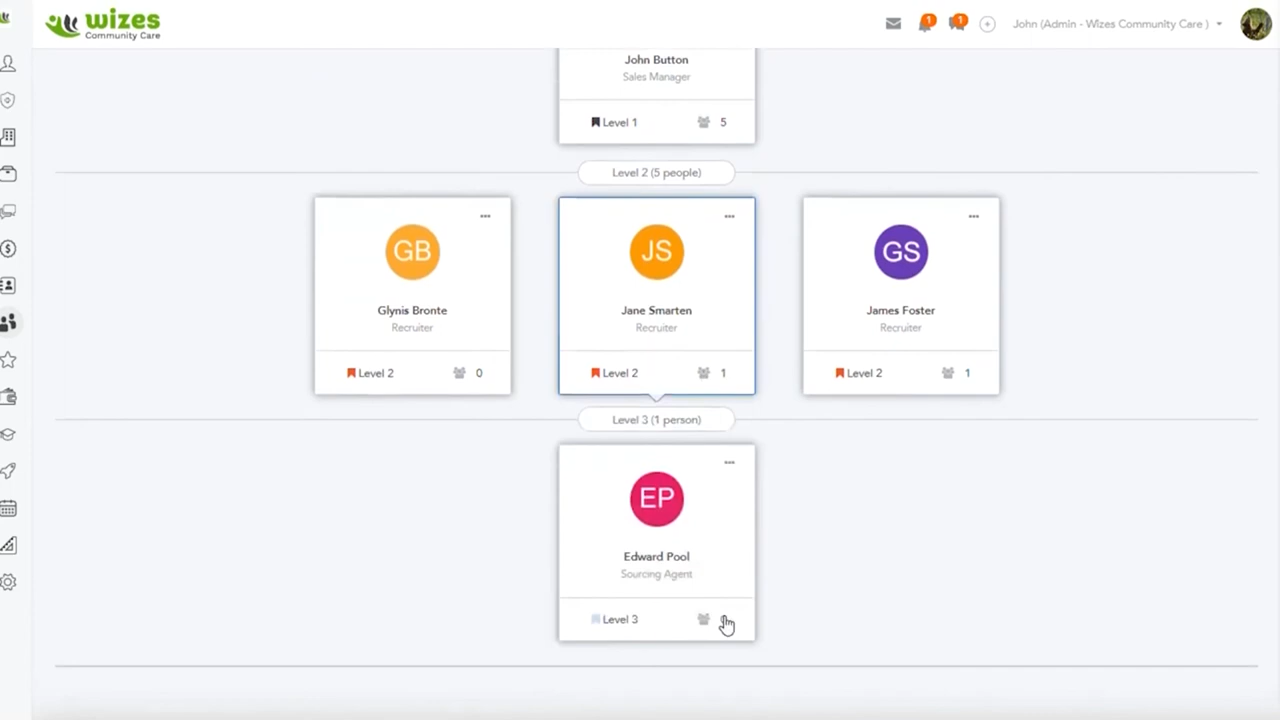 wizes
Community Care
1
1
John (Admin - Wizes Community Care )
John Button
Sales Manager
Level 1
5
Level 2 (5 people)
GB
Glynis Bronte
Recruiter
Level 2
0
JS
Jane Smarten
Recruiter
Level 2
1
GS
James Foster
Recruiter
Level 2
1
Level 3 (1 person)
EP
Edward Pool
Sourcing Agent
Level 3